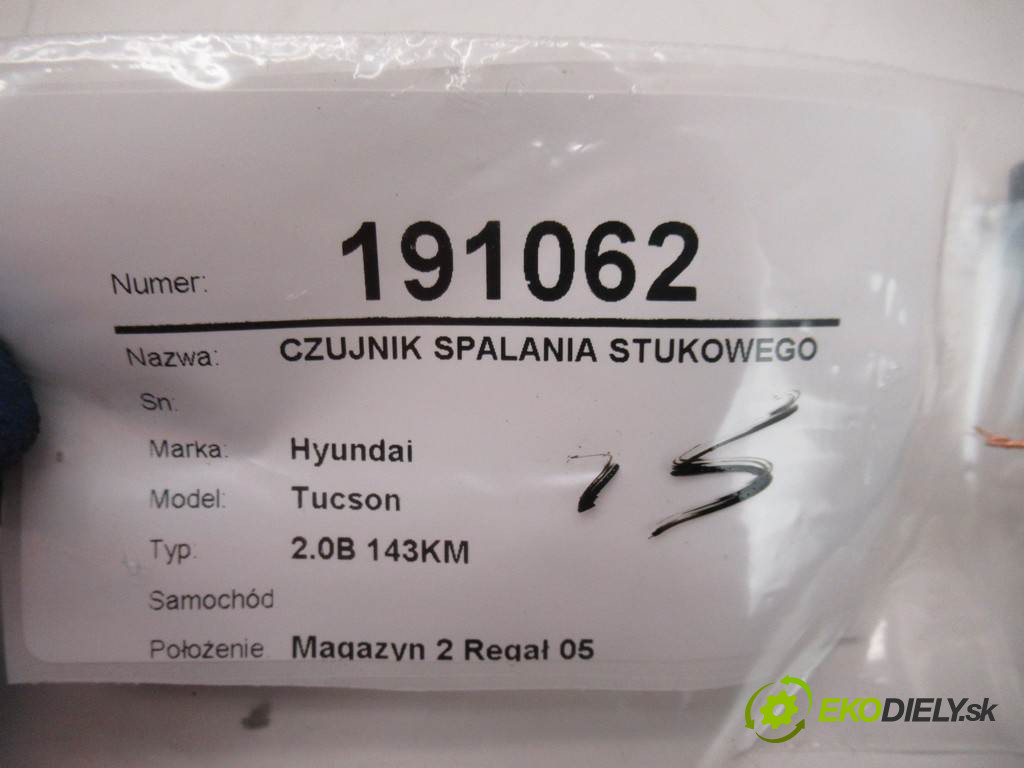 Numer: 191062
Nazwa: CZUJNIK SPALANIA STUKOWEGO
Sn:
Marka: Hyundai
Model: Tucson
15
Typ: 2.0B 143KM
Samochód
Położenie Magazyn 2 Regał 05
EKODIELY.sk